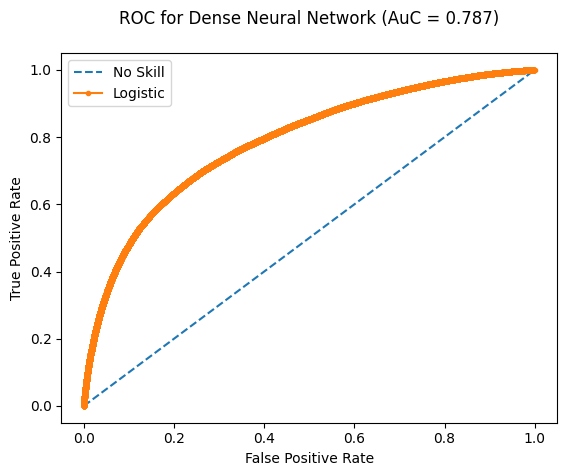 ROC for Dense Neural Network (AuC = 0.787)
No Skill
Logistic
True Positive Rate
1.0
0.8
0.6
0.4
0.2
0.0
0.0 0.2 0.4 0.6 0.8 1.0
False Positive Rate